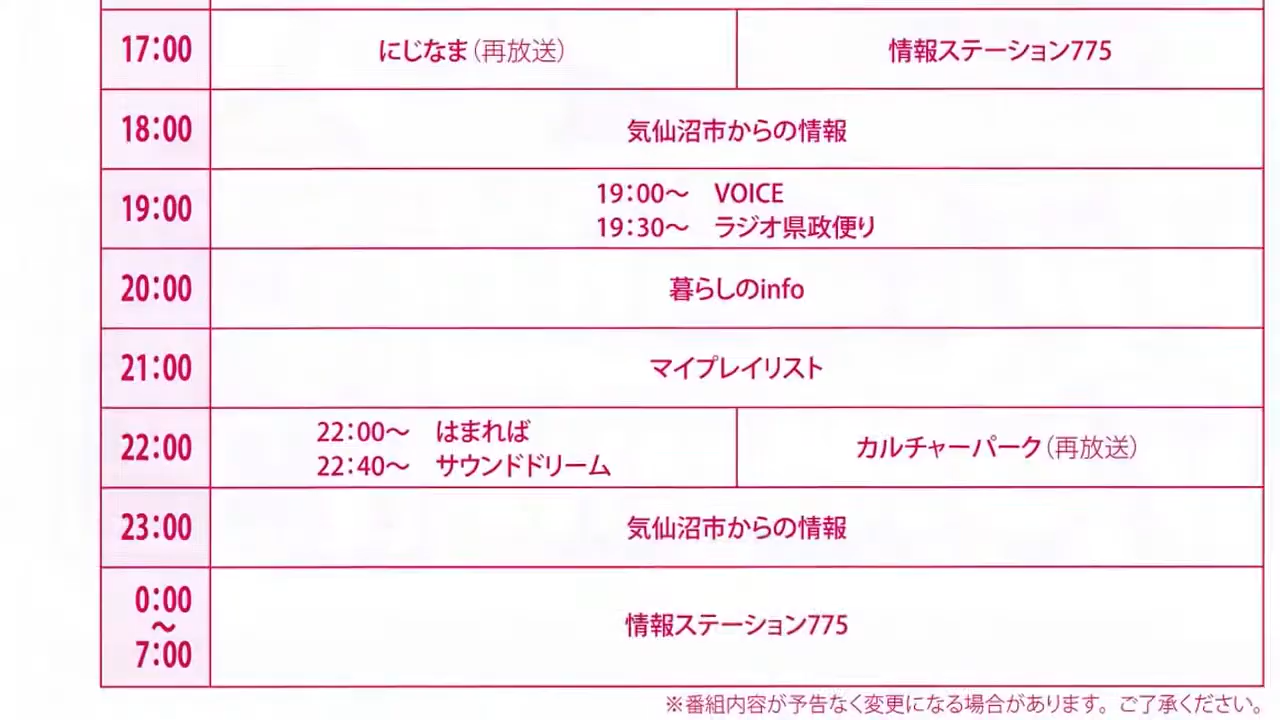 17:00 にじなま（再放送） 情報ステーション775
18:00 気仙沼市からの情報
19:00 19:00～ VOICE
19:30～ ラジオ県政便り
20:00 暮らしのinfo
21:00 マイプレイリスト
22:00 22:00～ はまれば
22:40～ サウンドドリーム
カルチャーパーク（再放送）
23:00 気仙沼市からの情報
0:00
～
7:00
情報ステーション775
※番組内容が予告なく変更になる場合があります。ご了承ください。